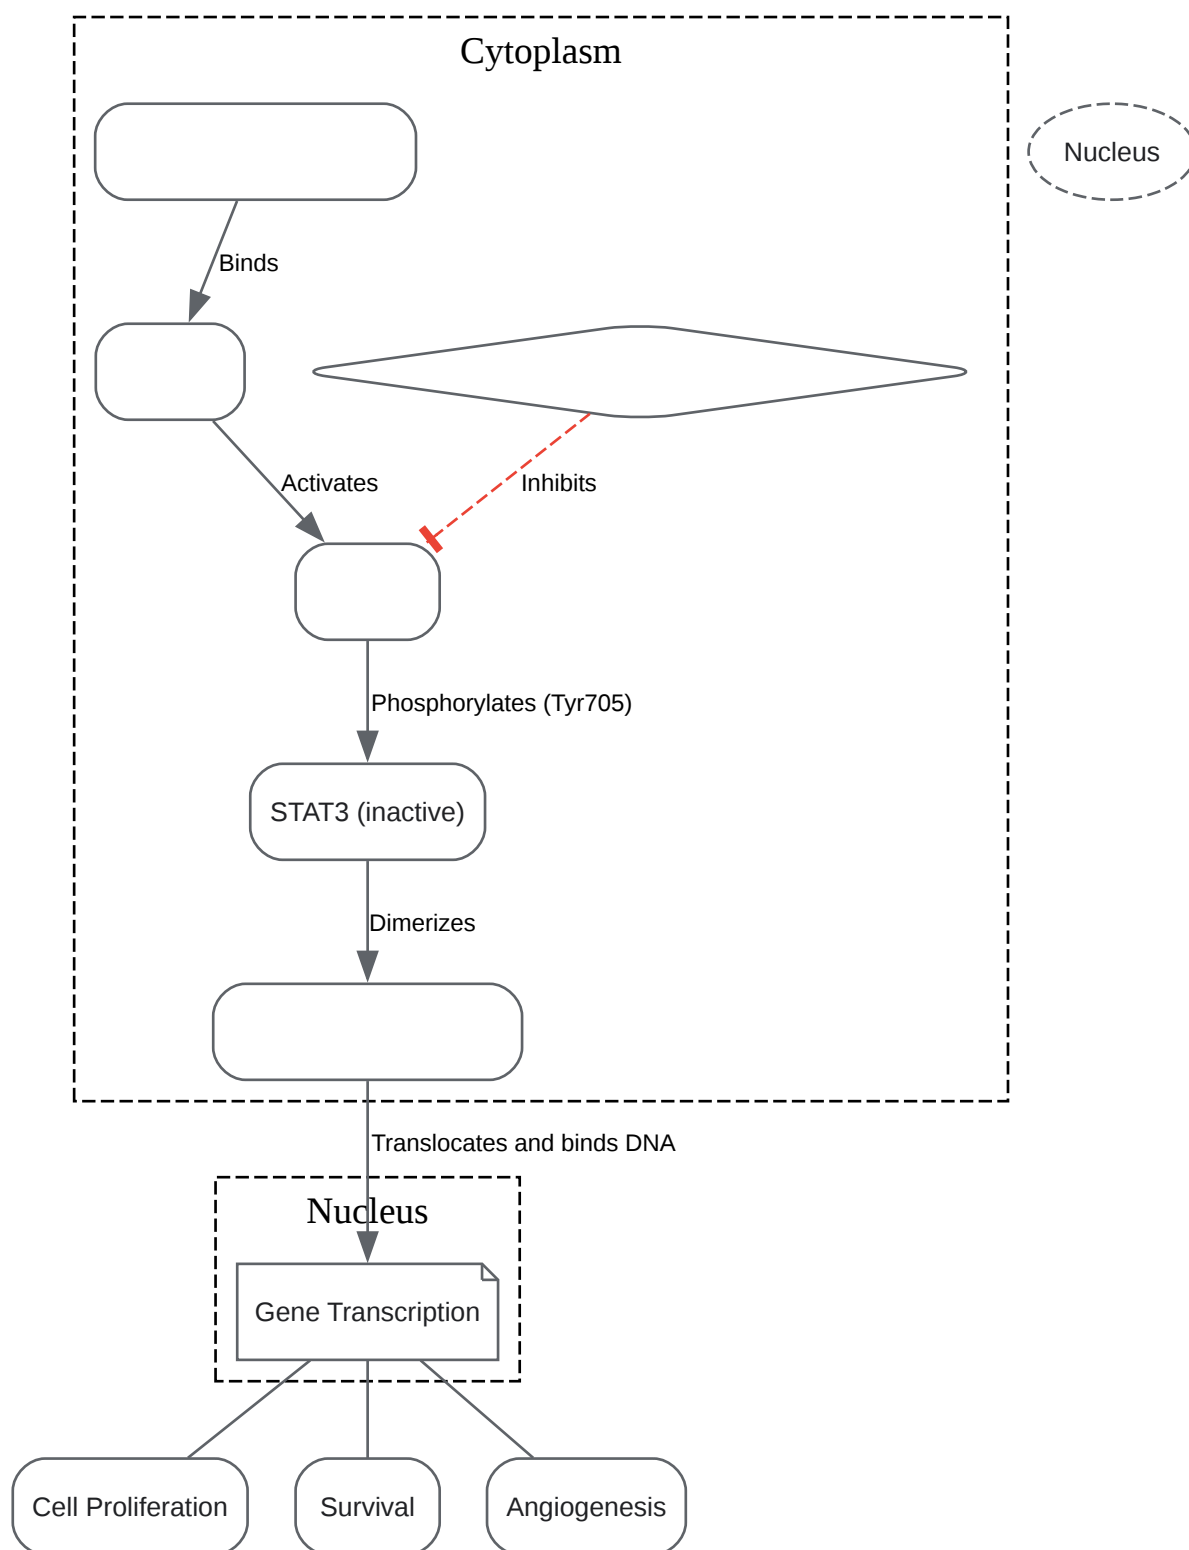 Cytoplasm
Nucleus
Binds
Activates
Inhibits
Phosphorylates (Tyr705)
STAT3 (inactive)
Dimerizes
Translocates and binds DNA
Nucleus
Gene Transcription
Cell Proliferation
Survival
Angiogenesis